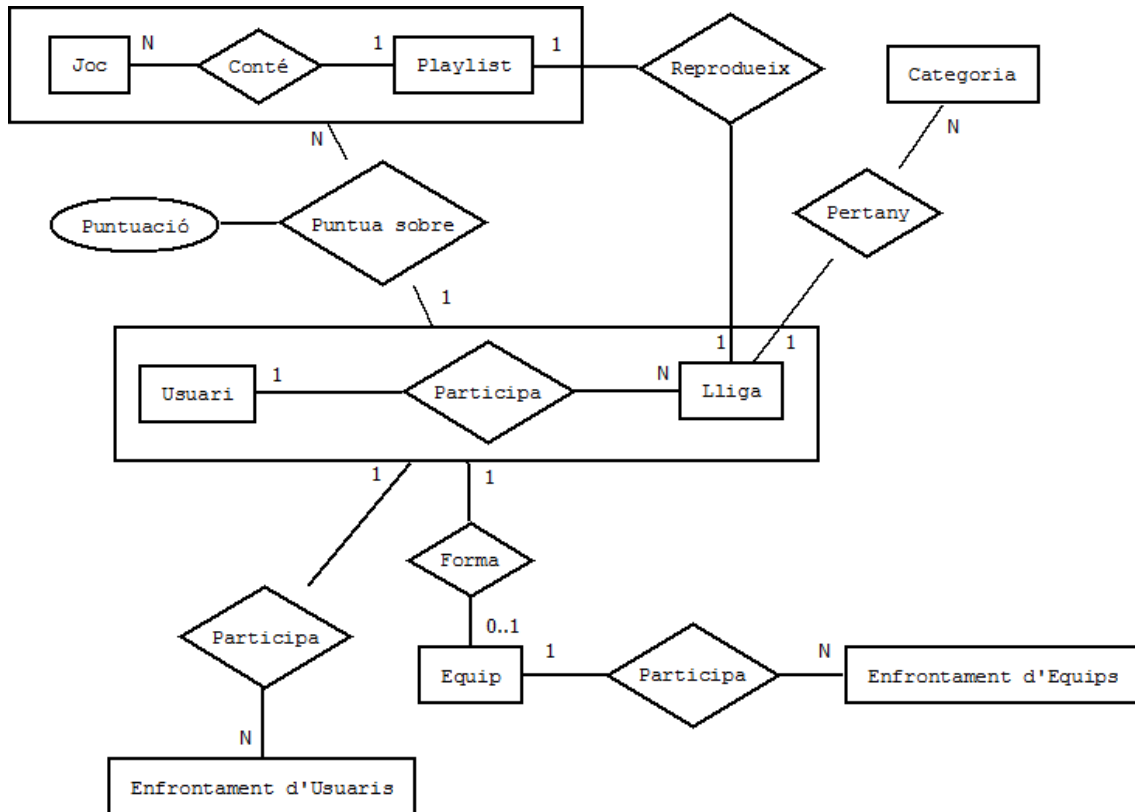 Joc
N
Conté
1
Playlist
1
Reprodueix
Categoria
N
N
Puntuació
Puntua sobre
Pertany
1
1
1
Usuari
1
Participa
N
Lliga
1
1
Forma
Participa
0..1
Equip
1
Participa
N
Enfrontament d'Equips
N
Enfrontament d'Usuaris